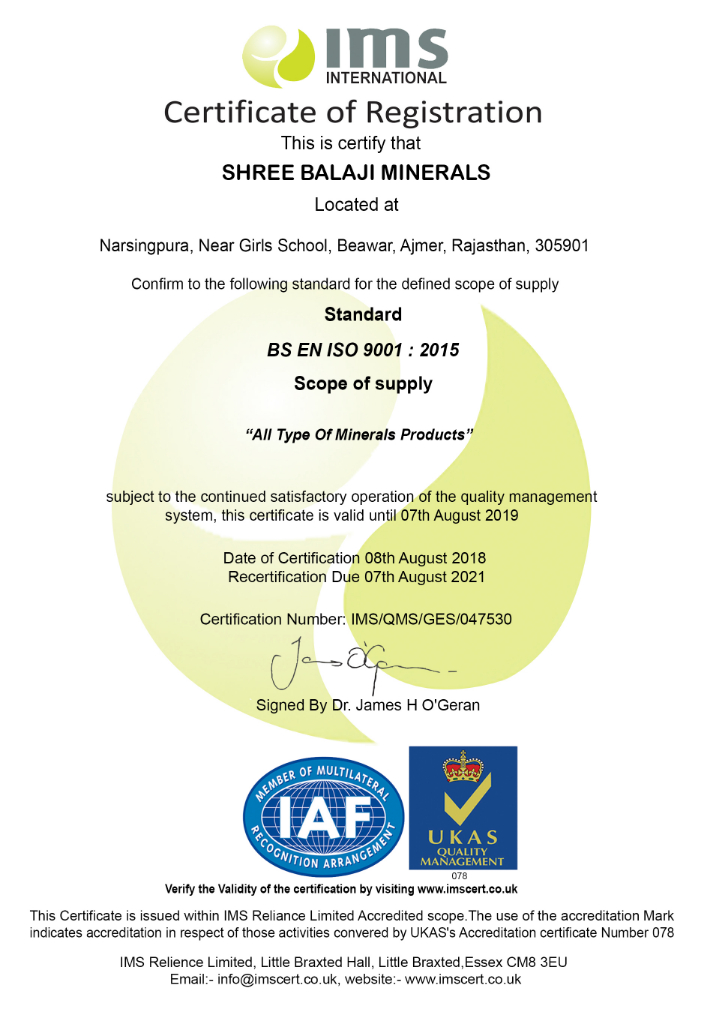 ims
INTERNATIONAL
Certificate of Registration
This is certify that
SHREE BALAJI MINERALS
Located at
Narsingpura, Near Girls School, Beawar, Ajmer, Rajasthan, 305901
Confirm to the following standard for the defined scope of supply
Standard
BS EN ISO 9001 : 2015
Scope of supply
“All Type Of Minerals Products”
subject to the continued satisfactory operation of the quality management
system, this certificate is valid until 07th August 2019
Date of Certification 08th August 2018
Recertification Due 07th August 2021
Certification Number: IMS/QMS/GES/047530
Signed By Dr. James H O'Geran
MEMBER OF MULTILATERAL
IAF
RECOGNITION ARRANGEMENT
UKAS
QUALITY
MANAGEMENT
078
Verify the Validity of the certification by visiting www.imscert.co.uk
This Certificate is issued within IMS Reliance Limited Accredited scope.The use of the accreditation Mark
indicates accreditation in respect of those activities convered by UKAS's Accreditation certificate Number 078
IMS Relience Limited, Little Braxted Hall, Little Braxted,Essex CM8 3EU
Email:- info@imscert.co.uk, website:- www.imscert.co.uk